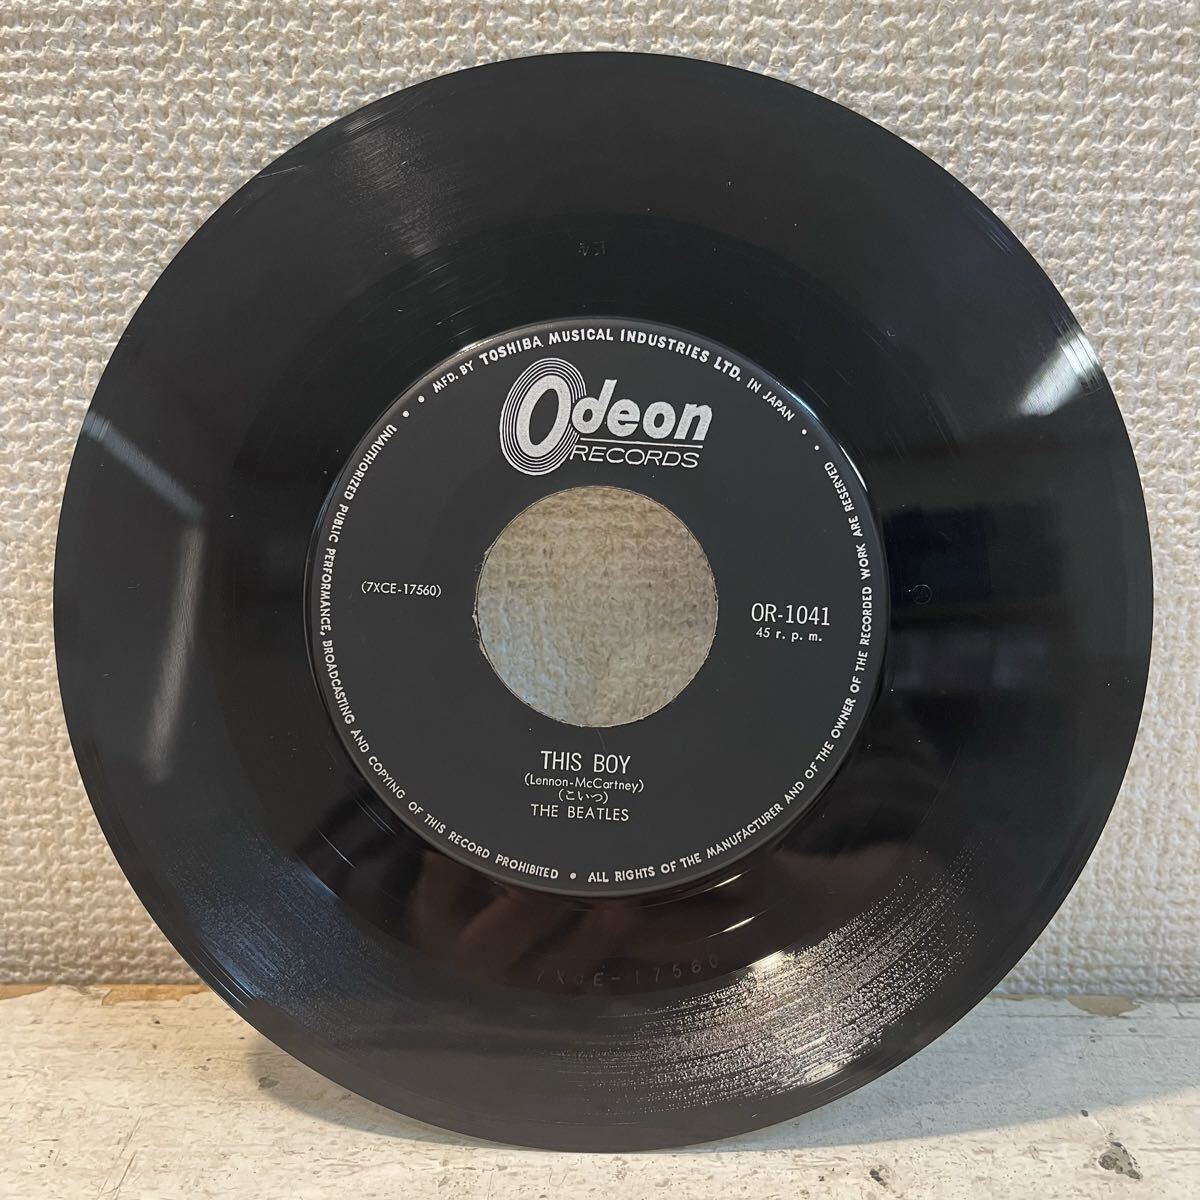 MFD. BY TOSHIBA MUSICAL INDUSTRIES LTD. IN JAPAN
Odeon
RECORDS
(7XCE-17560)
OR-1041
45 r. p. m.
THIS BOY
(Lennon-McCartney)
(こいつ)
THE BEATLES
UNAUTHORIZED PUBLIC PERFORMANCE, BROADCASTING AND COPYING OF THIS RECORD PROHIBITED • ALL RIGHTS OF THE MANUFACTURER AND OF THE OWNER OF THE RECORDED WORK ARE RESERVED
7XCE-17560